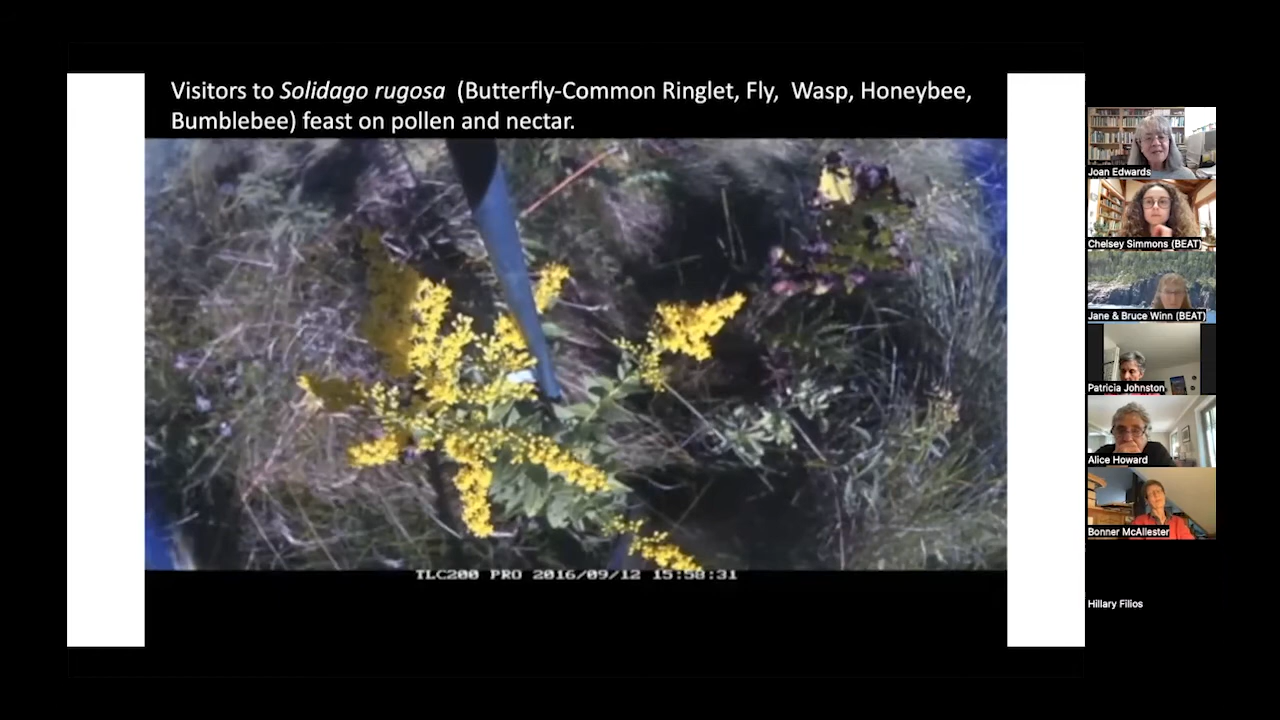 Visitors to Solidago rugosa (Butterfly-Common Ringlet, Fly, Wasp, Honeybee,
Bumblebee) feast on pollen and nectar.
TLC200 PRO 2016/09/12 15:58:31
Joan Edwards
Chelsey Simmons (BEAT)
Jane & Bruce Winn (BEAT)
Patricia Johnston
Alice Howard
Bonner McAllester
Hillary Filios